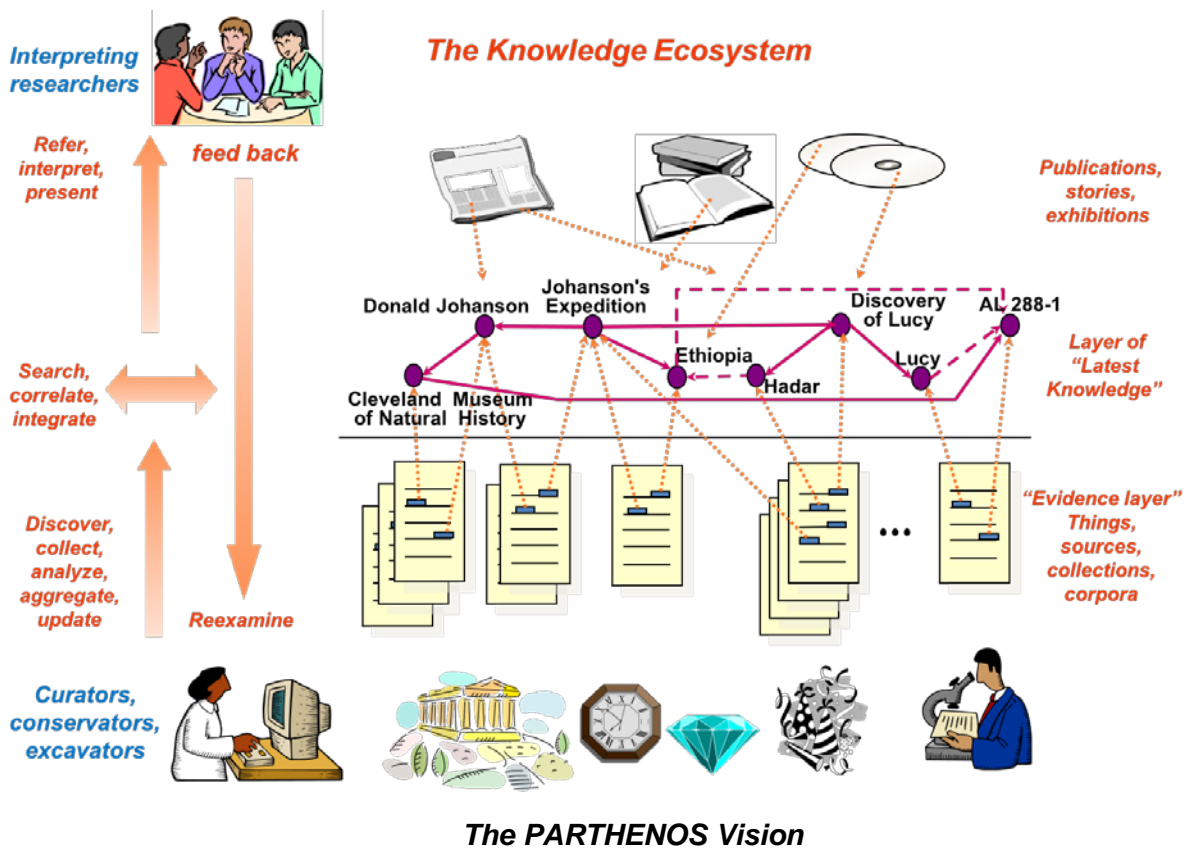 The Knowledge Ecosystem
Interpreting
researchers
Refer,
interpret,
present
feed back
Publications,
stories,
exhibitions
Donald Johanson
Johanson's
Expedition
Discovery
of Lucy
AL 288-1
Ethiopia
Hadar
Lucy
Cleveland Museum
of Natural History
Layer of
“Latest
Knowledge”
Search,
correlate,
integrate
“Evidence layer”
Things,
sources,
collections,
corpora
Discover,
collect,
analyze,
aggregate,
update
Reexamine
Curators,
conservators,
excavators
The PARTHENOS Vision